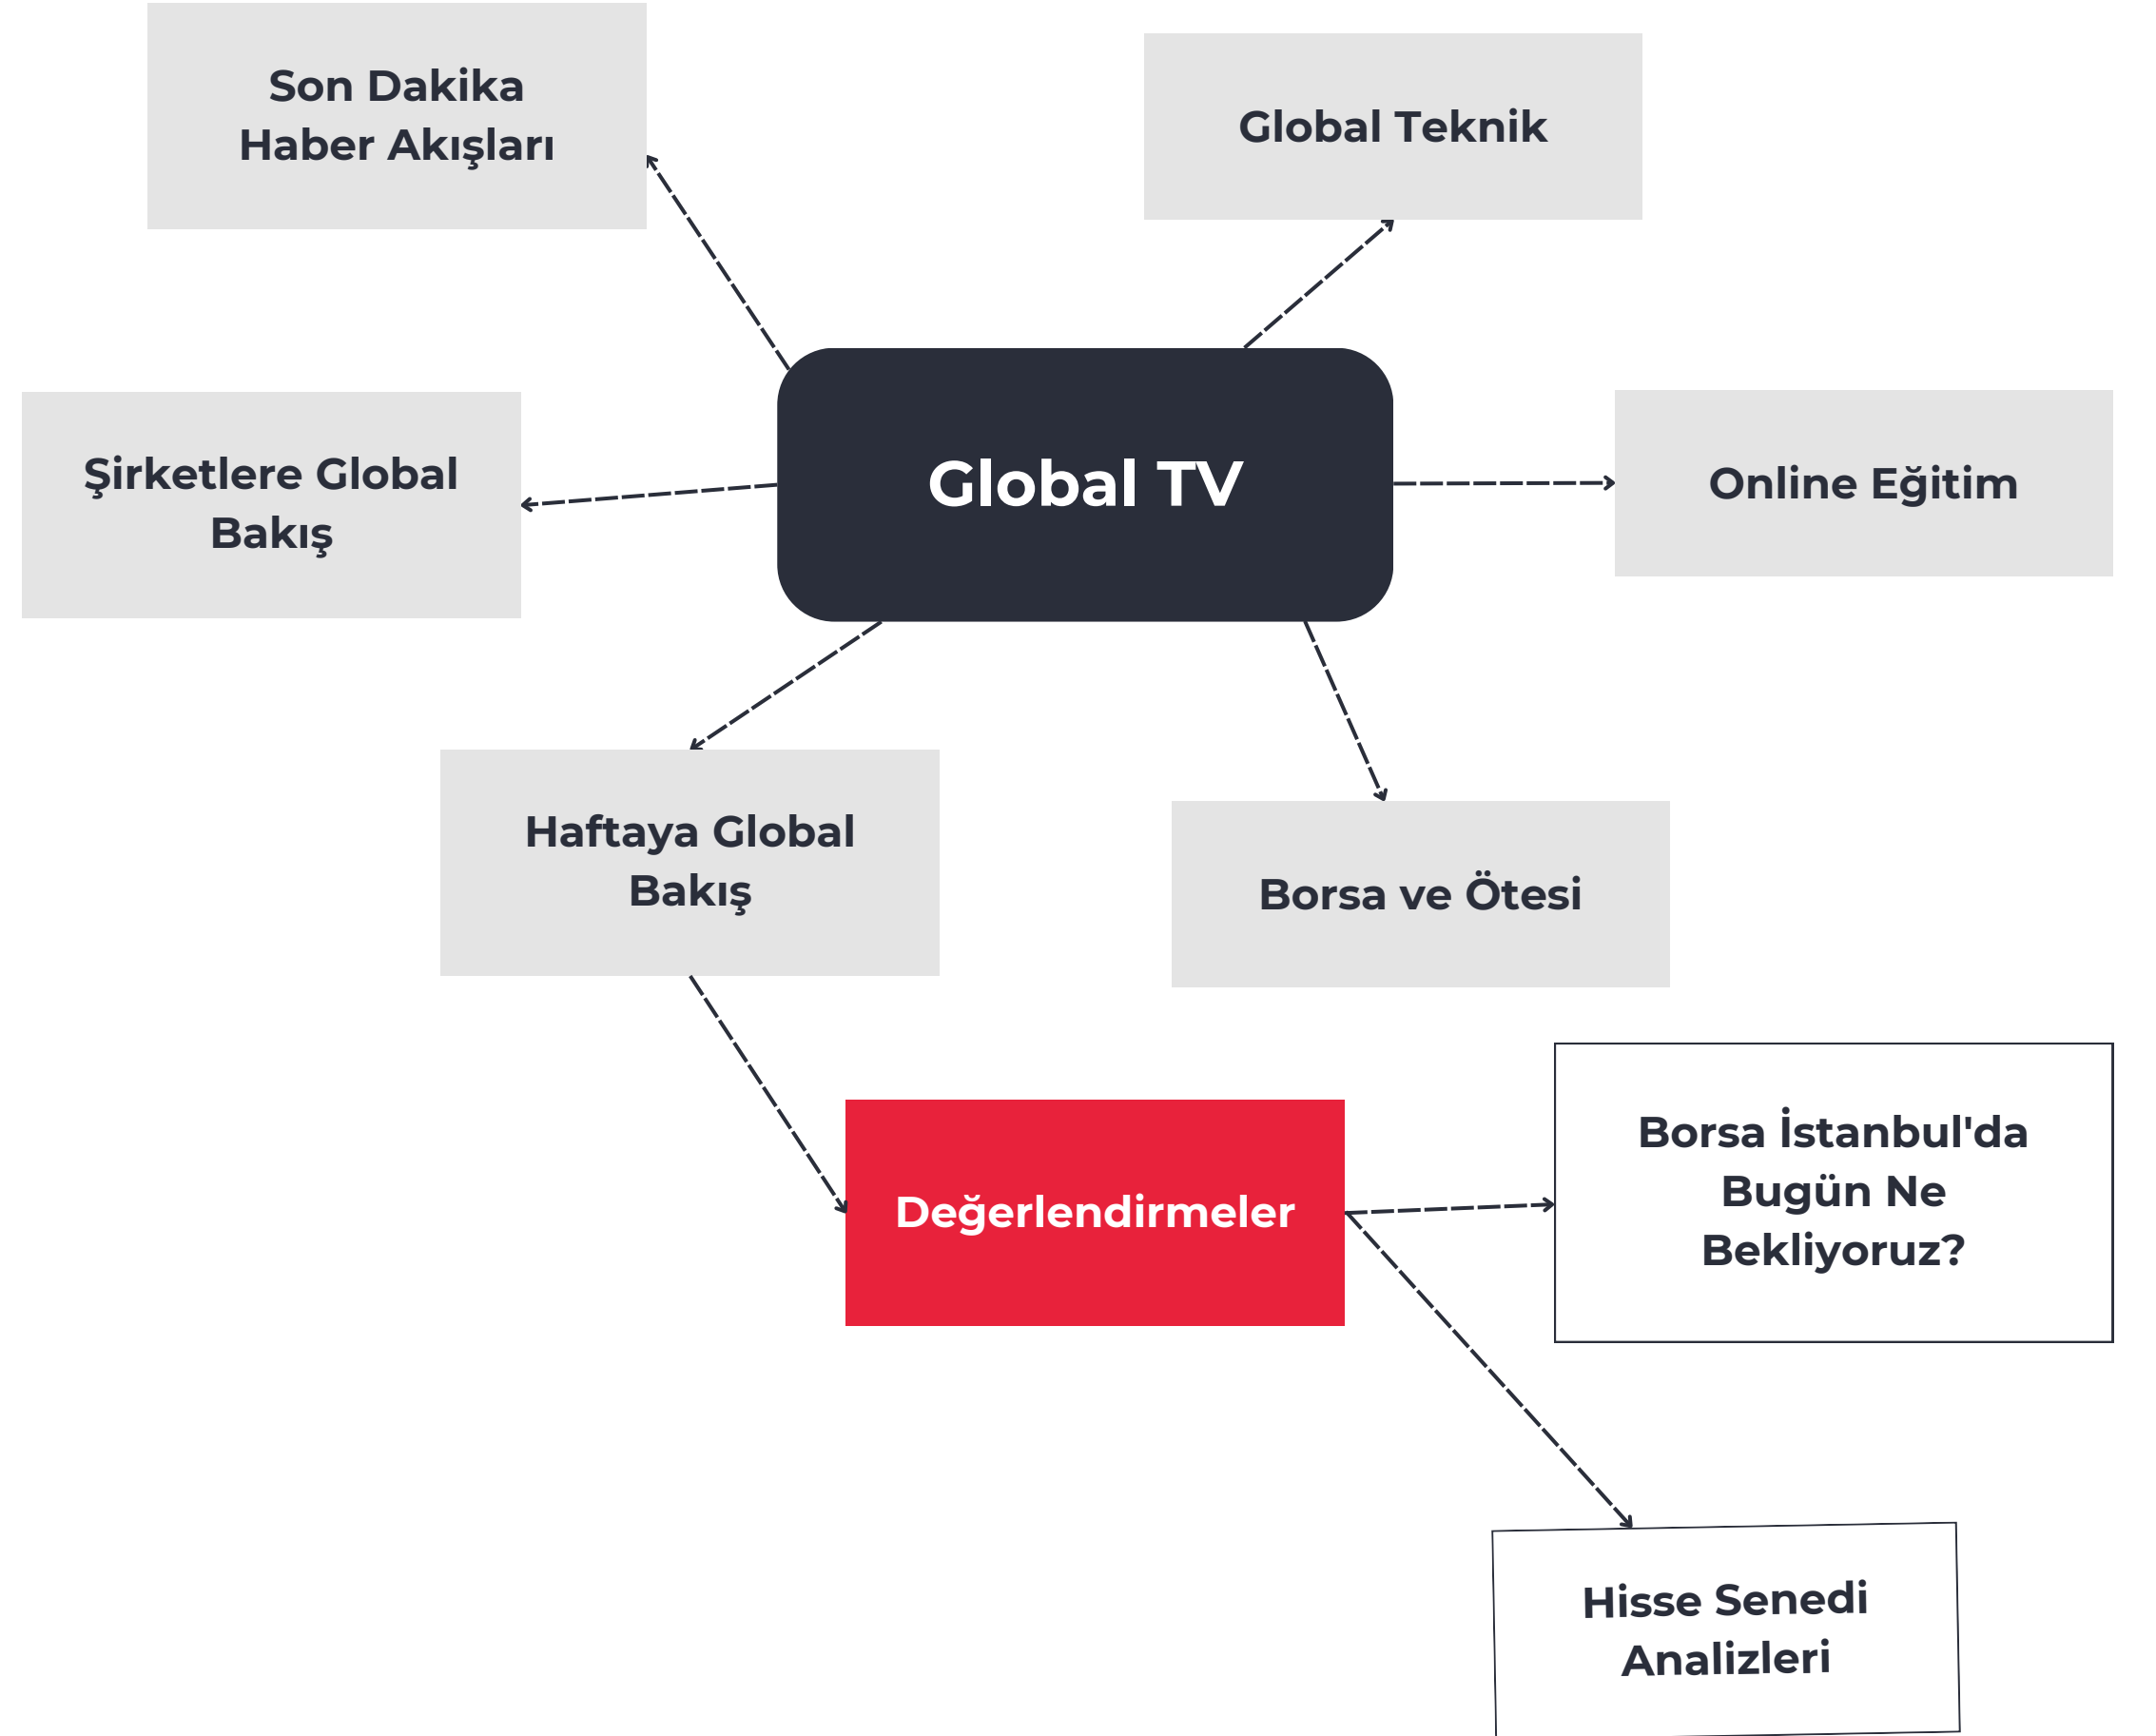 Son Dakika
Haber Akışları
Global Teknik
Şirketlere Global
Bakış
Global TV
Online Eğitim
Haftaya Global
Bakış
Borsa ve Ötesi
Değerlendirmeler
Borsa İstanbul'da
Bugün Ne
Bekliyoruz?
Hisse Senedi
Analizleri